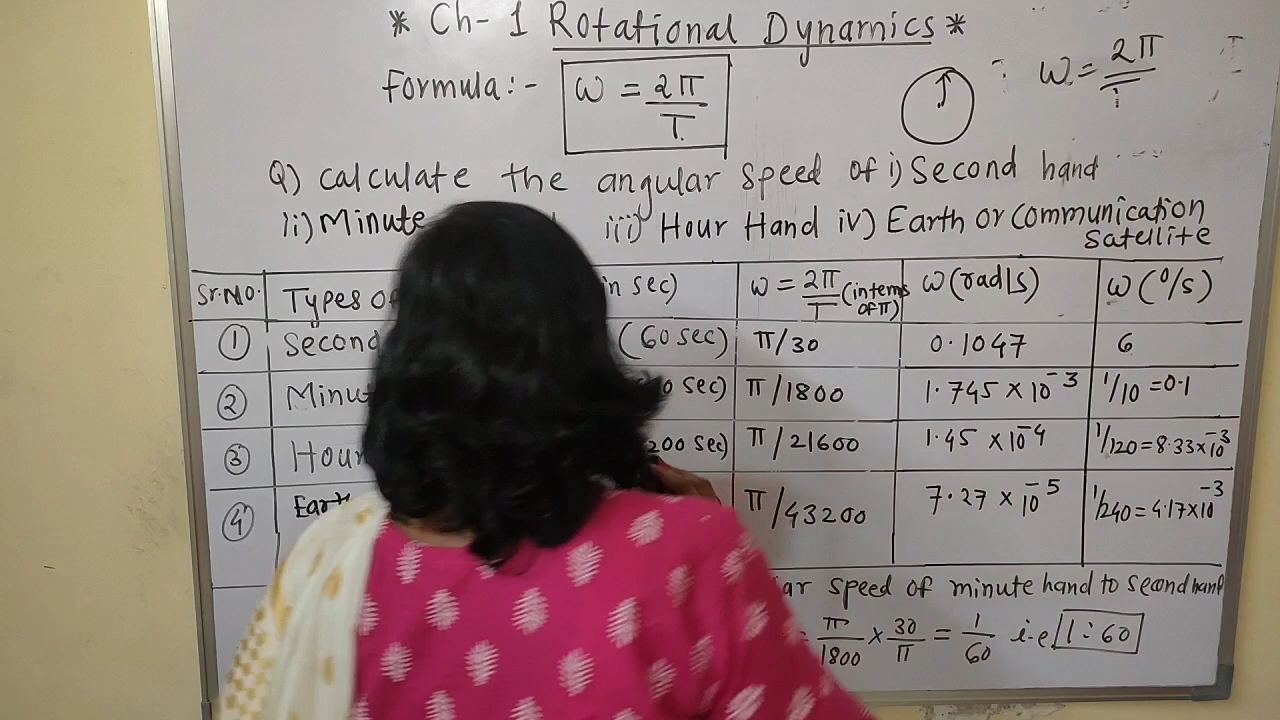 * Ch- 1 Rotational Dynamics *
formula:- ω = 2π/T
ω = 2π/
Q) Calculate the angular speed of i) Second hand
ii) Minute iii) Hour Hand iv) Earth or Communication
Satellite
Sr.No. Types of in sec) ω = 2π/T (in terms of π) ω (rad/s) ω (°/s)
① Second (60 sec) π/30 0.1047 6
② Minu 0 sec) π/1800 1.745 × 10⁻³ 1/10 = 0.1
③ Hour 200 sec) π/21600 1.45 × 10⁻⁴ 1/120 = 8.33×10⁻³
④ Earth π/43200 7.27 × 10⁻⁵ 1/240 = 4.17×10⁻³
ar speed of minute hand to second hand
= π/1800 × 30/π = 1/60 i.e. 1:60